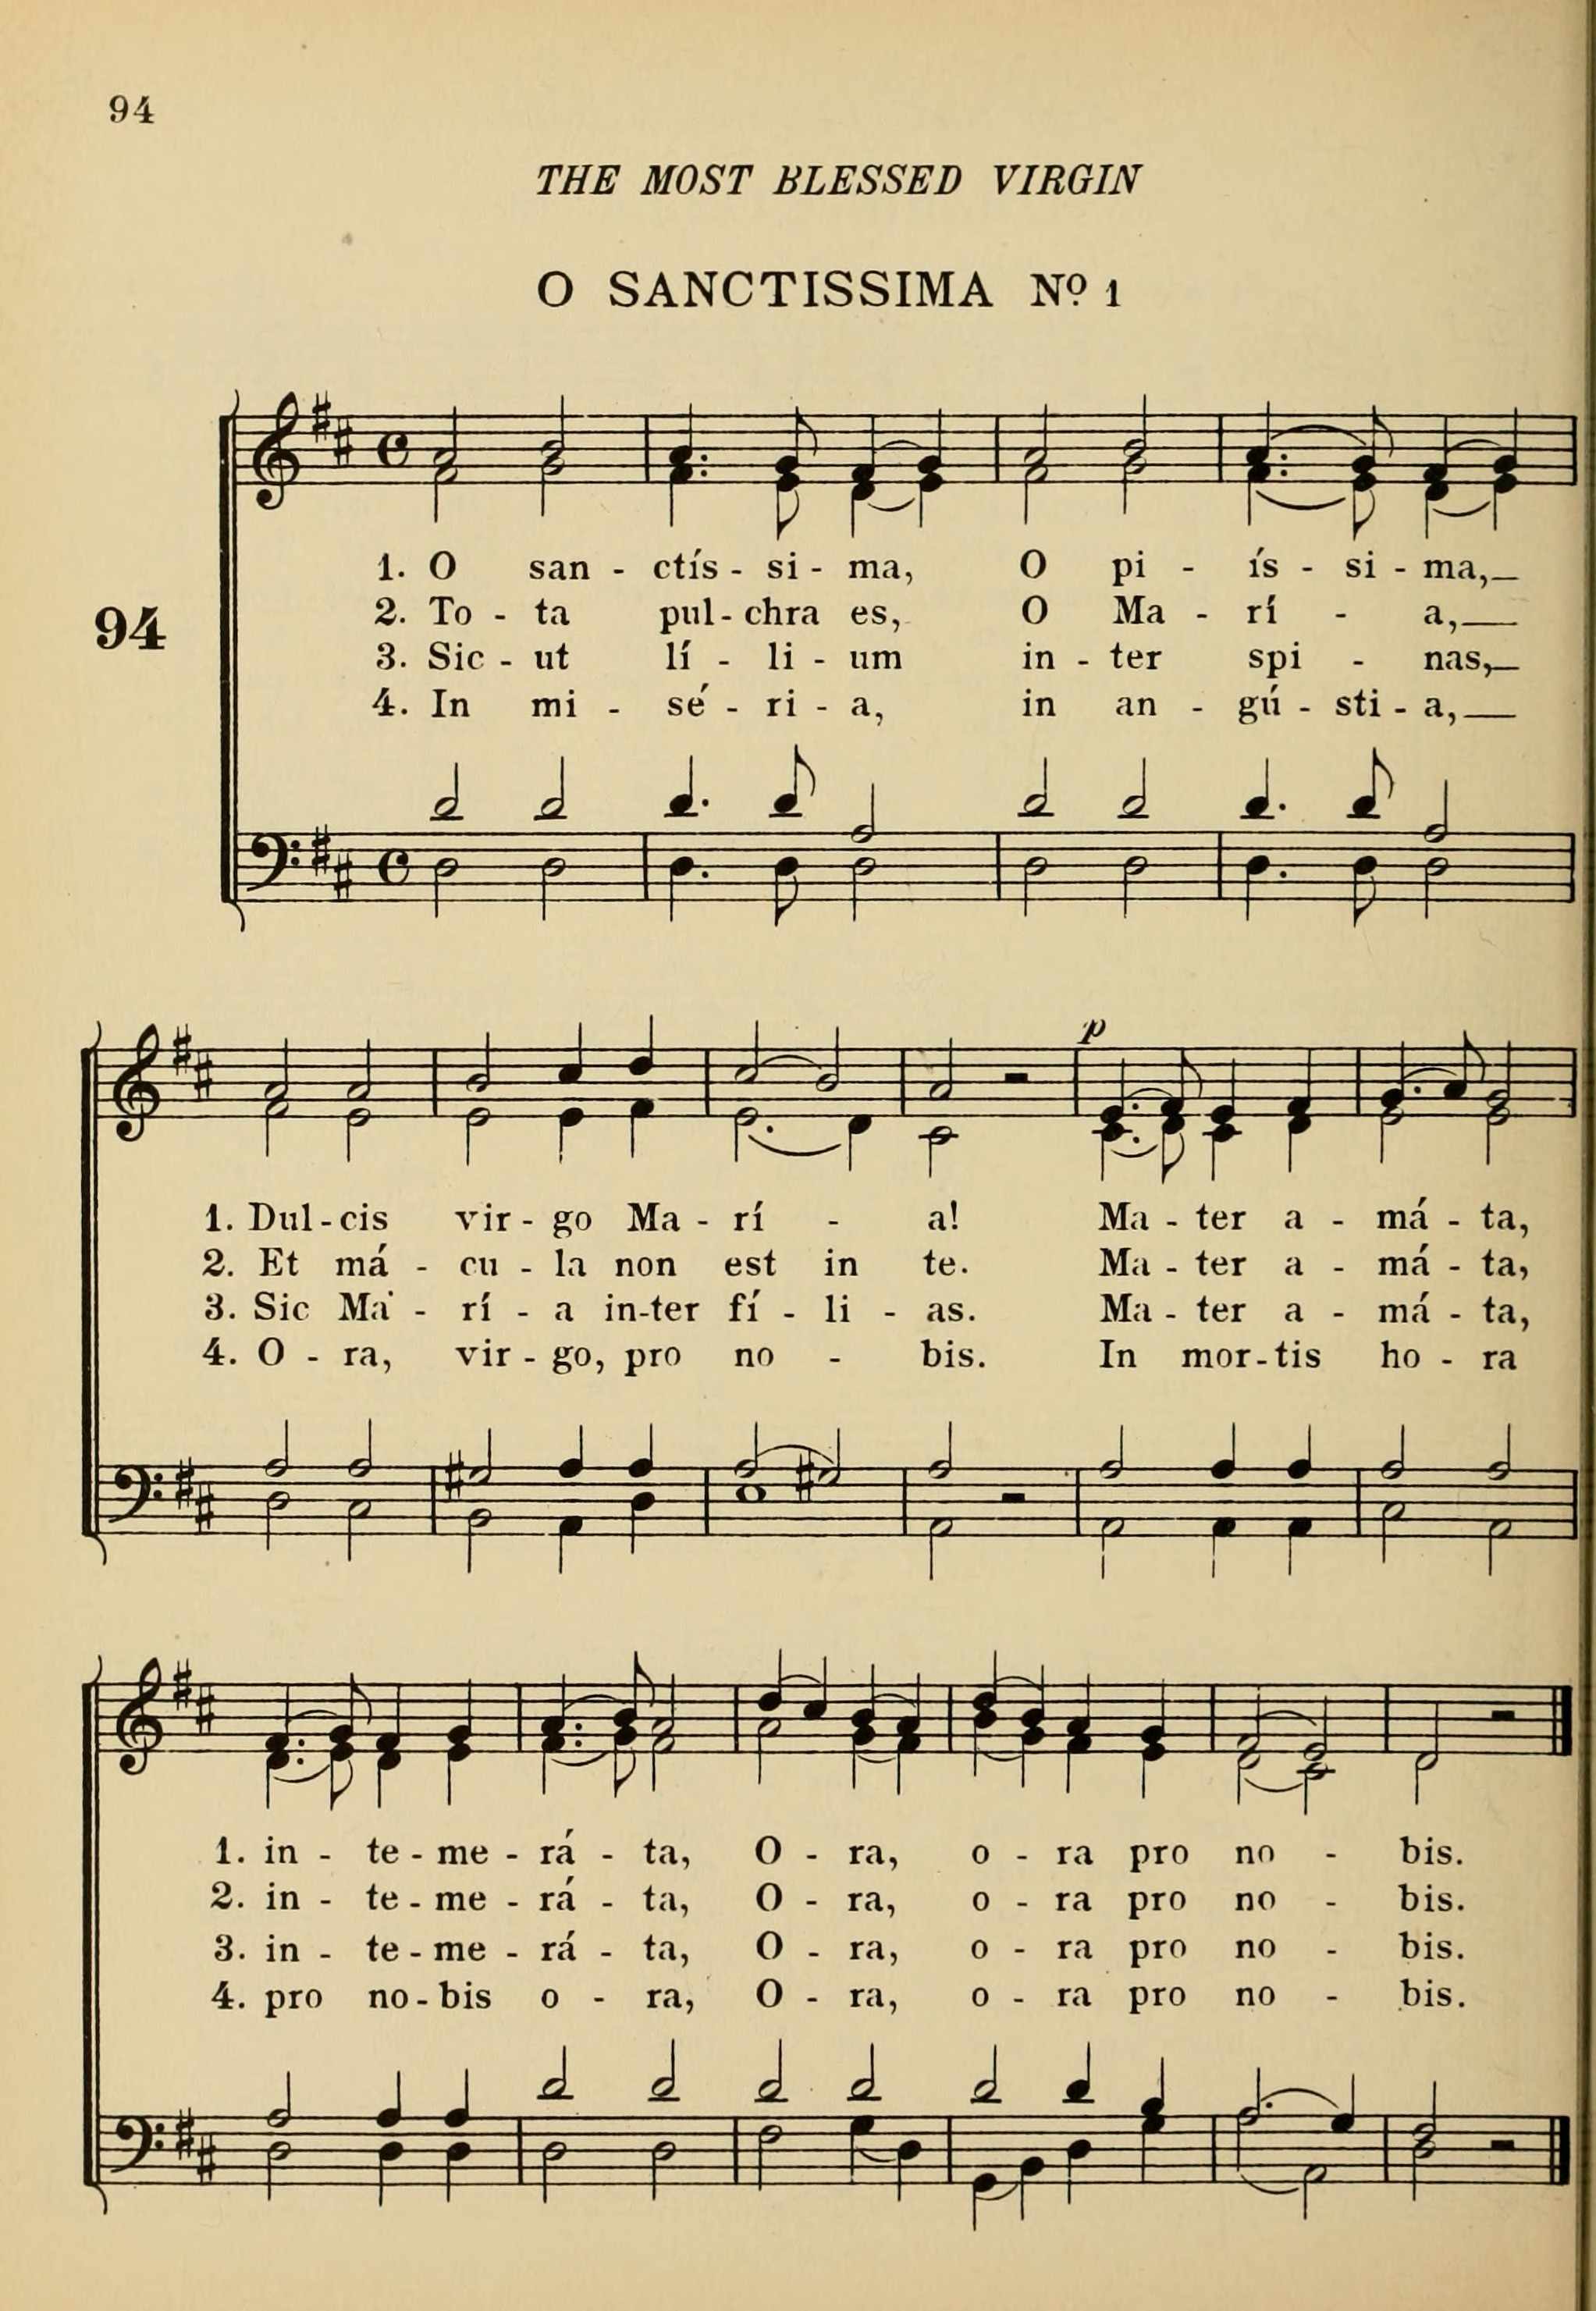 94
THE MOST BLESSED VIRGIN
O SANCTISSIMA Nº 1
94
1. O san - ctís - si - ma, O pi - ís - si - ma,
2. To - ta pul - chra es, O Ma - rí - a,
3. Sic - ut lí - li - um in - ter spi - nas,
4. In mi - sé - ri - a, in an - gú - sti - a,
p
1. Dul - cis vir - go Ma - rí - a! Ma - ter a - má - ta,
2. Et má - cu - la non est in te. Ma - ter a - má - ta,
3. Sic Ma - rí - a in - ter fí - li - as. Ma - ter a - má - ta,
4. O - ra, vir - go, pro no - bis. In mor - tis ho - ra
1. in - te - me - rá - ta, O - ra, o - ra pro no - bis.
2. in - te - me - rá - ta, O - ra, o - ra pro no - bis.
3. in - te - me - rá - ta, O - ra, o - ra pro no - bis.
4. pro no - bis o - ra, O - ra, o - ra pro no - bis.